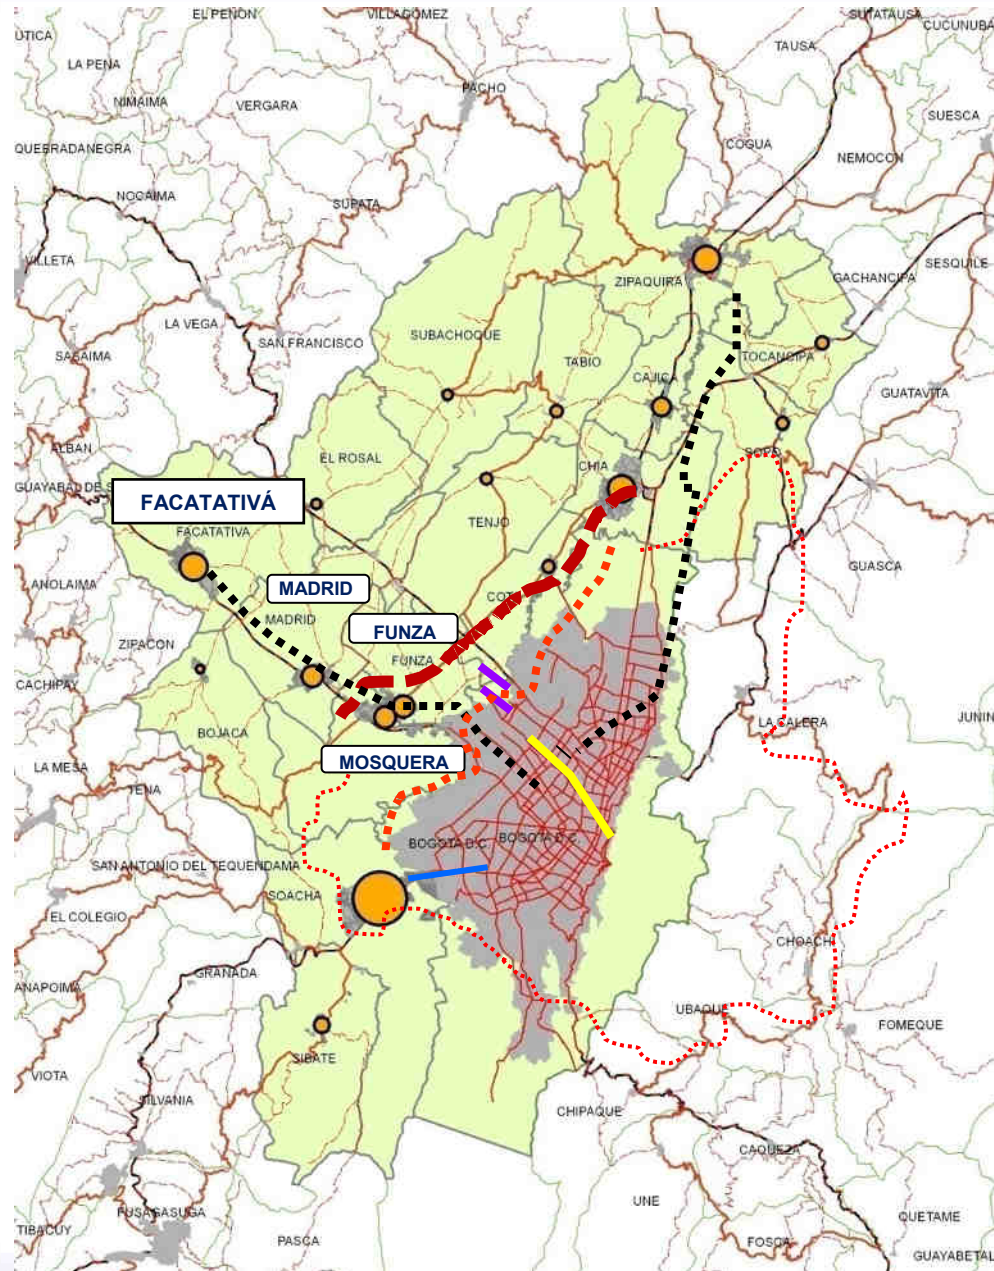 EL PEÑON
VILLAGOMEZ
SUTATAUSA
CUCUNUBA
UTICA
TAUSA
LA PEÑA
PACHO
NIMAIMA
VERGARA
SUESCA
COGUA
QUEBRADANEGRA
NEMOCON
NOCAIMA
SUPATA
VILLETA
ZIPAQUIRA
GACHANCIPA
SESQUILE
LA VEGA
SUBACHOQUE
SAN FRANCISCO
SASAIMA
TABIO
TOCANCIPA
CAJICA
GUATAVITA
ALBAN
EL ROSAL
CHIA
SOPO
GUAYABAL DE S
FACATATIVÁ
TENJO
FACATATIVA
GUASCA
ANOLAIMA
MADRID
COT
MADRID
FUNZA
ZIPACON
FUNZA
CACHIPAY
LA CALERA
JUNIN
BOJACA
MOSQUERA
LA MESA
TENA
BOGOTA D.C.
BOGOTA D.C.
SAN ANTONIO DEL TEQUENDAMA
SOACHA
EL COLEGIO
CHOACHI
GRANADA
ANAPOIMA
UBAQUE
FOMEQUE
SIBATE
VIOTA
SILVANIA
CHIPAQUE
CAQUEZA
UNE
FUSAGASUGA
QUETAME
TIBACUY
PASCA
FOSCA
GUAYABETAL